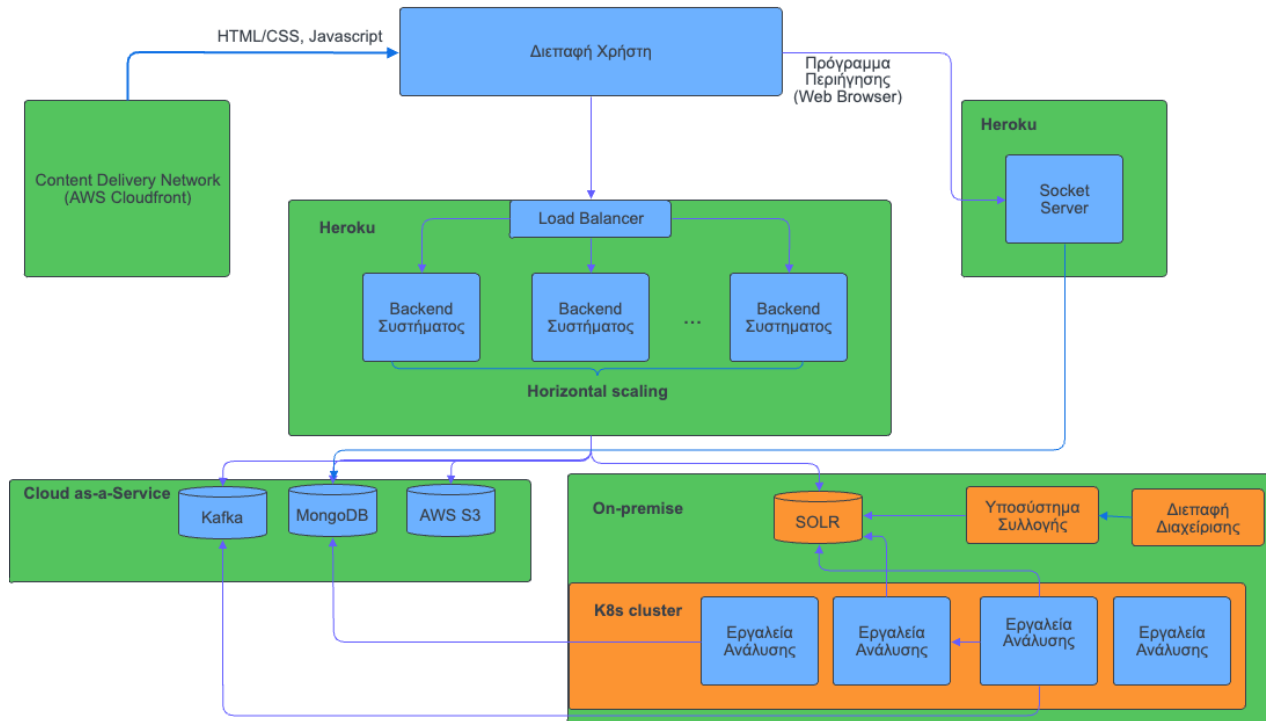 HTML/CSS, Javascript
Διεπαφή Χρήστη
Πρόγραμμα
Περιήγησης
(Web Browser)
Content Delivery Network
(AWS Cloudfront)
Heroku
Socket
Server
Heroku
Load Balancer
Backend
Συστήματος
Backend
Συστήματος
...
Backend
Συστηματος
Horizontal scaling
Cloud as-a-Service
Kafka
MongoDB
AWS S3
On-premise
SOLR
Υποσύστημα
Συλλογής
Διεπαφή
Διαχείρισης
K8s cluster
Εργαλεία
Ανάλυσης
Εργαλεία
Ανάλυσης
Εργαλεία
Ανάλυσης
Εργαλεία
Ανάλυσης